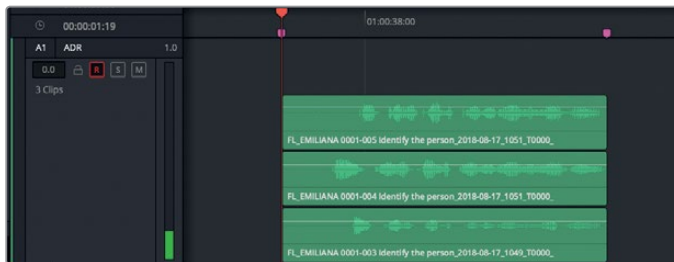 00:00:01:19
01:00:38:00
A1 ADR 1.0
0.0 R S M
3 Clips
FL_EMILIANA 0001-005 Identify the person_2018-08-17_1051_T0000_
FL_EMILIANA 0001-004 Identify the person_2018-08-17_1051_T0000_
FL_EMILIANA 0001-003 Identify the person_2018-08-17_1049_T0000_